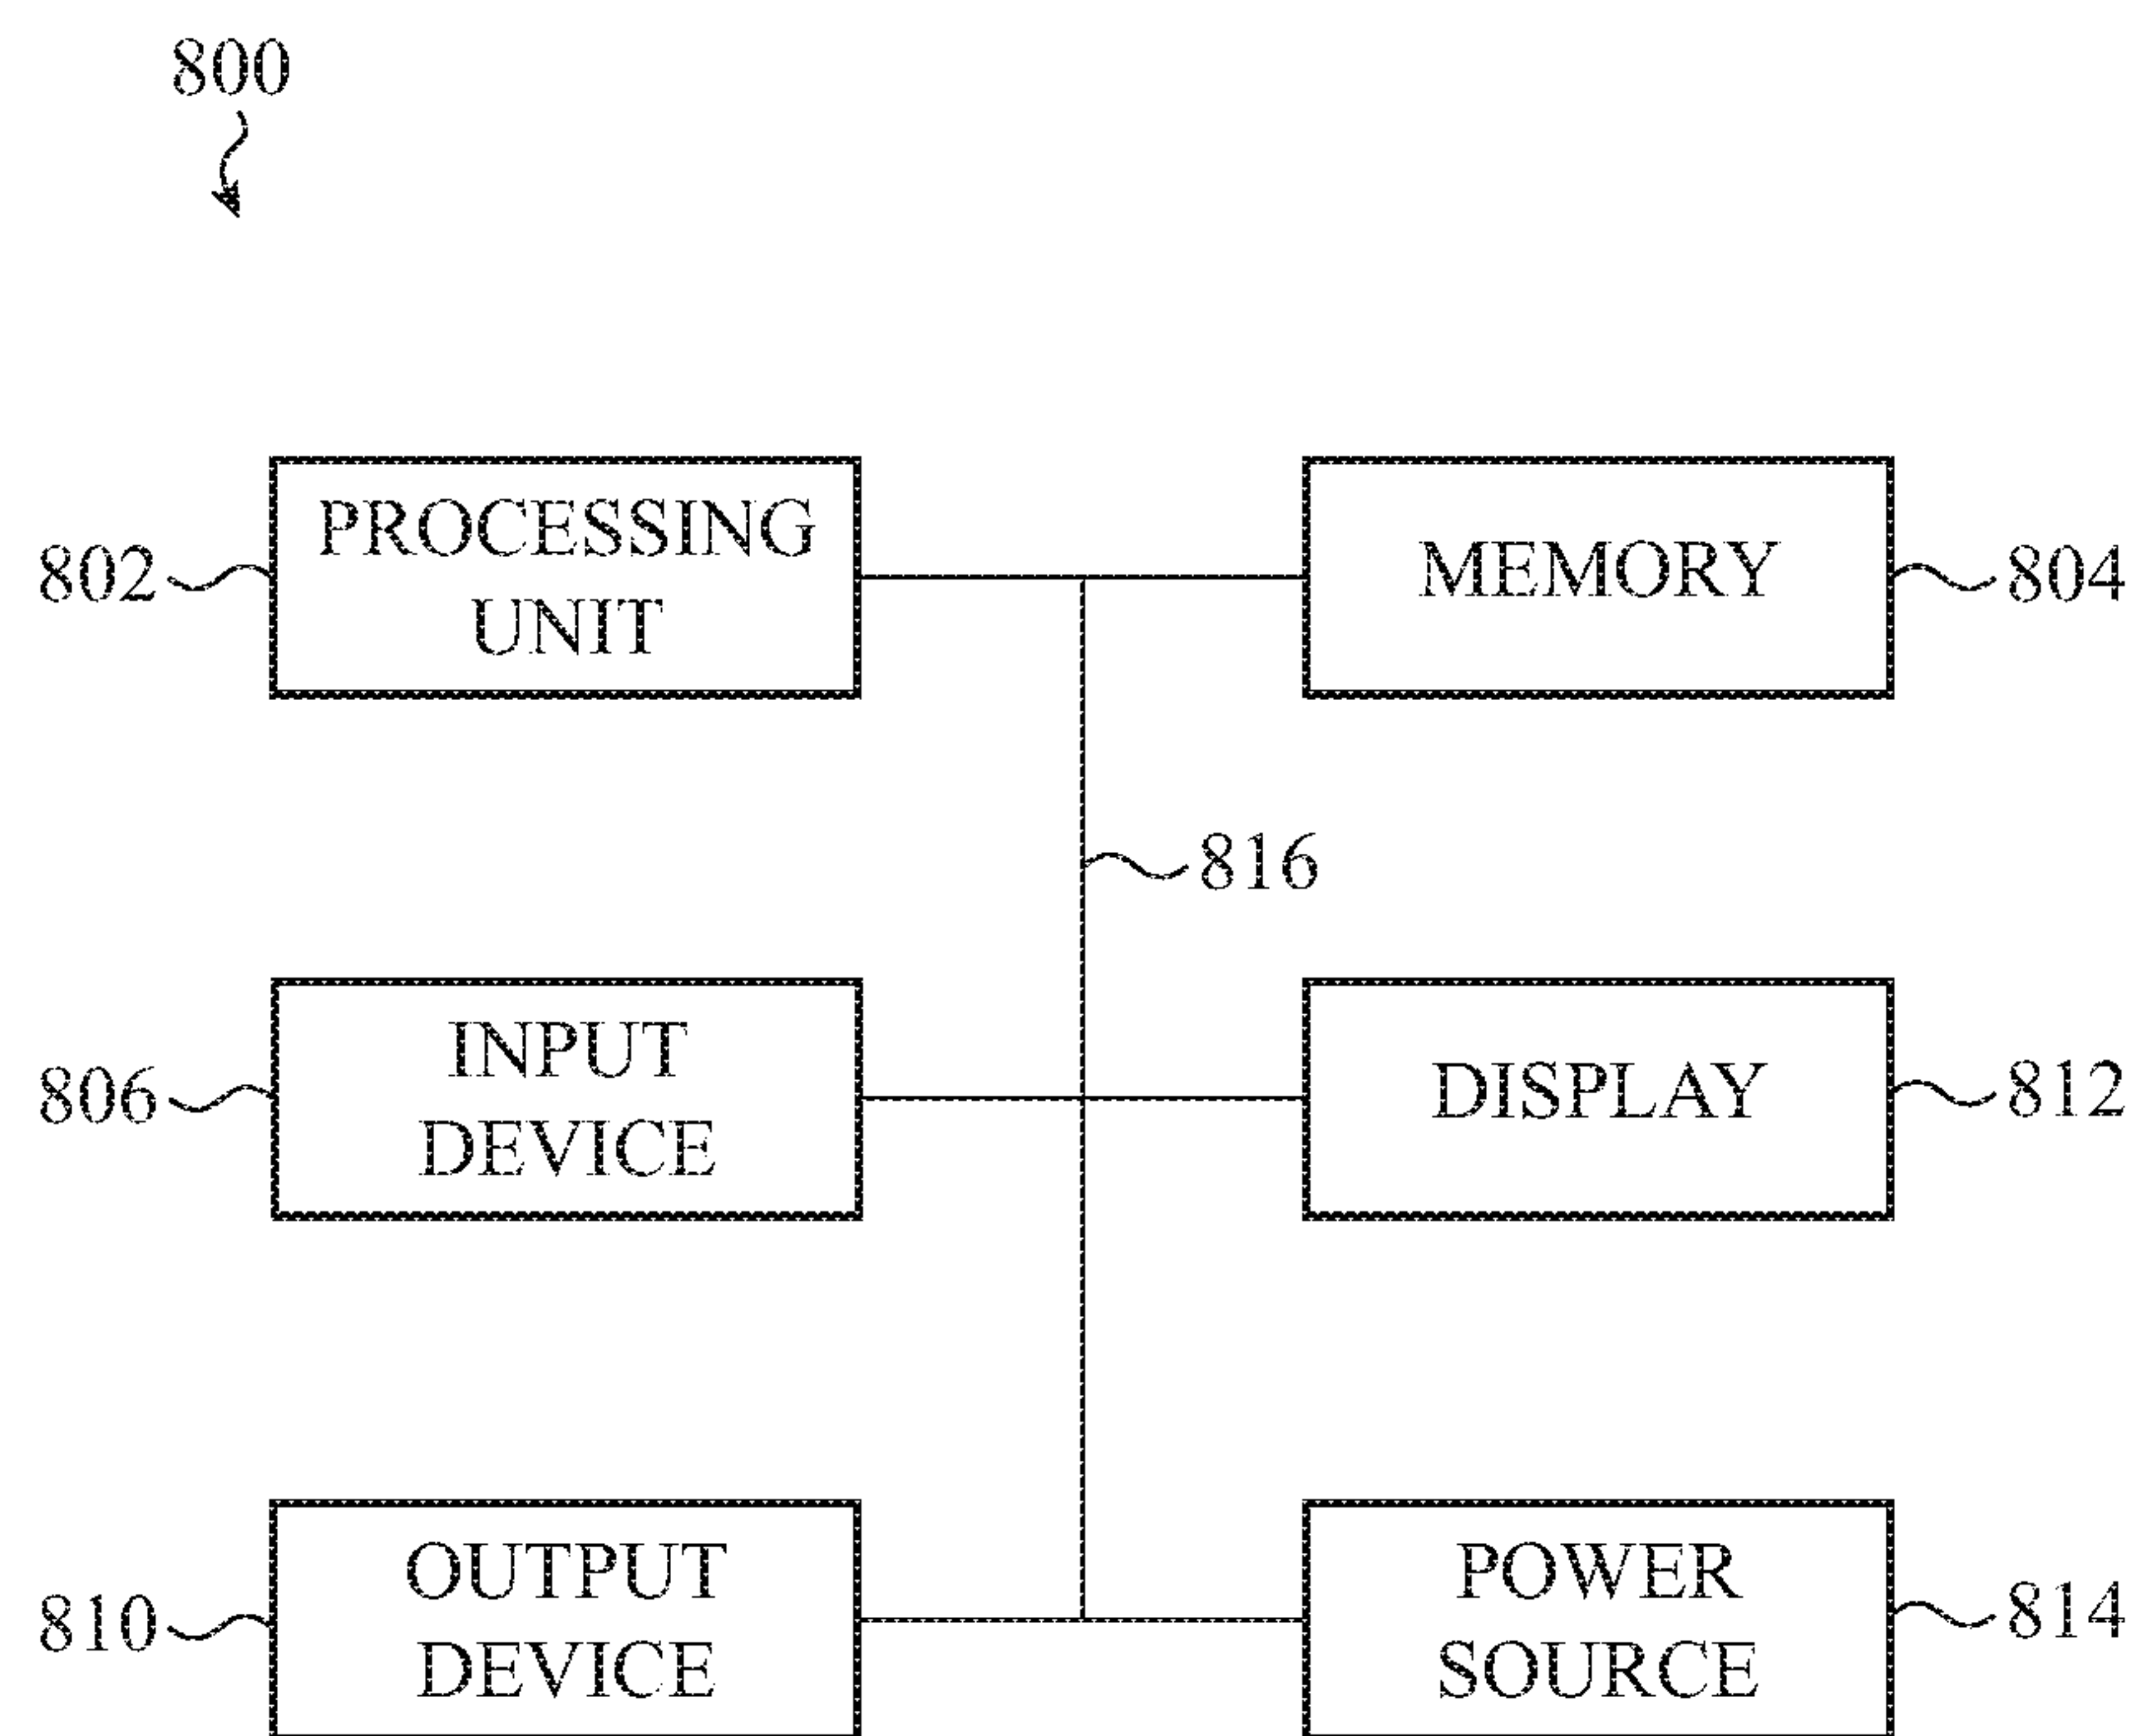 800
PROCESSING
UNIT
802
MEMORY
804
816
INPUT
DEVICE
806
DISPLAY
812
OUTPUT
DEVICE
810
POWER
SOURCE
814